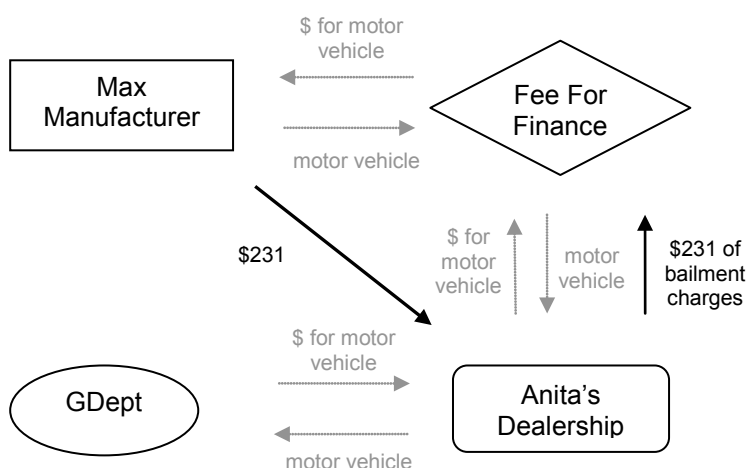 $ for motor
vehicle
Max
Manufacturer
Fee For
Finance
motor vehicle
$231
$ for
motor
vehicle
motor
vehicle
$231 of
bailment
charges
$ for motor
vehicle
GDept
Anita's
Dealership
motor vehicle